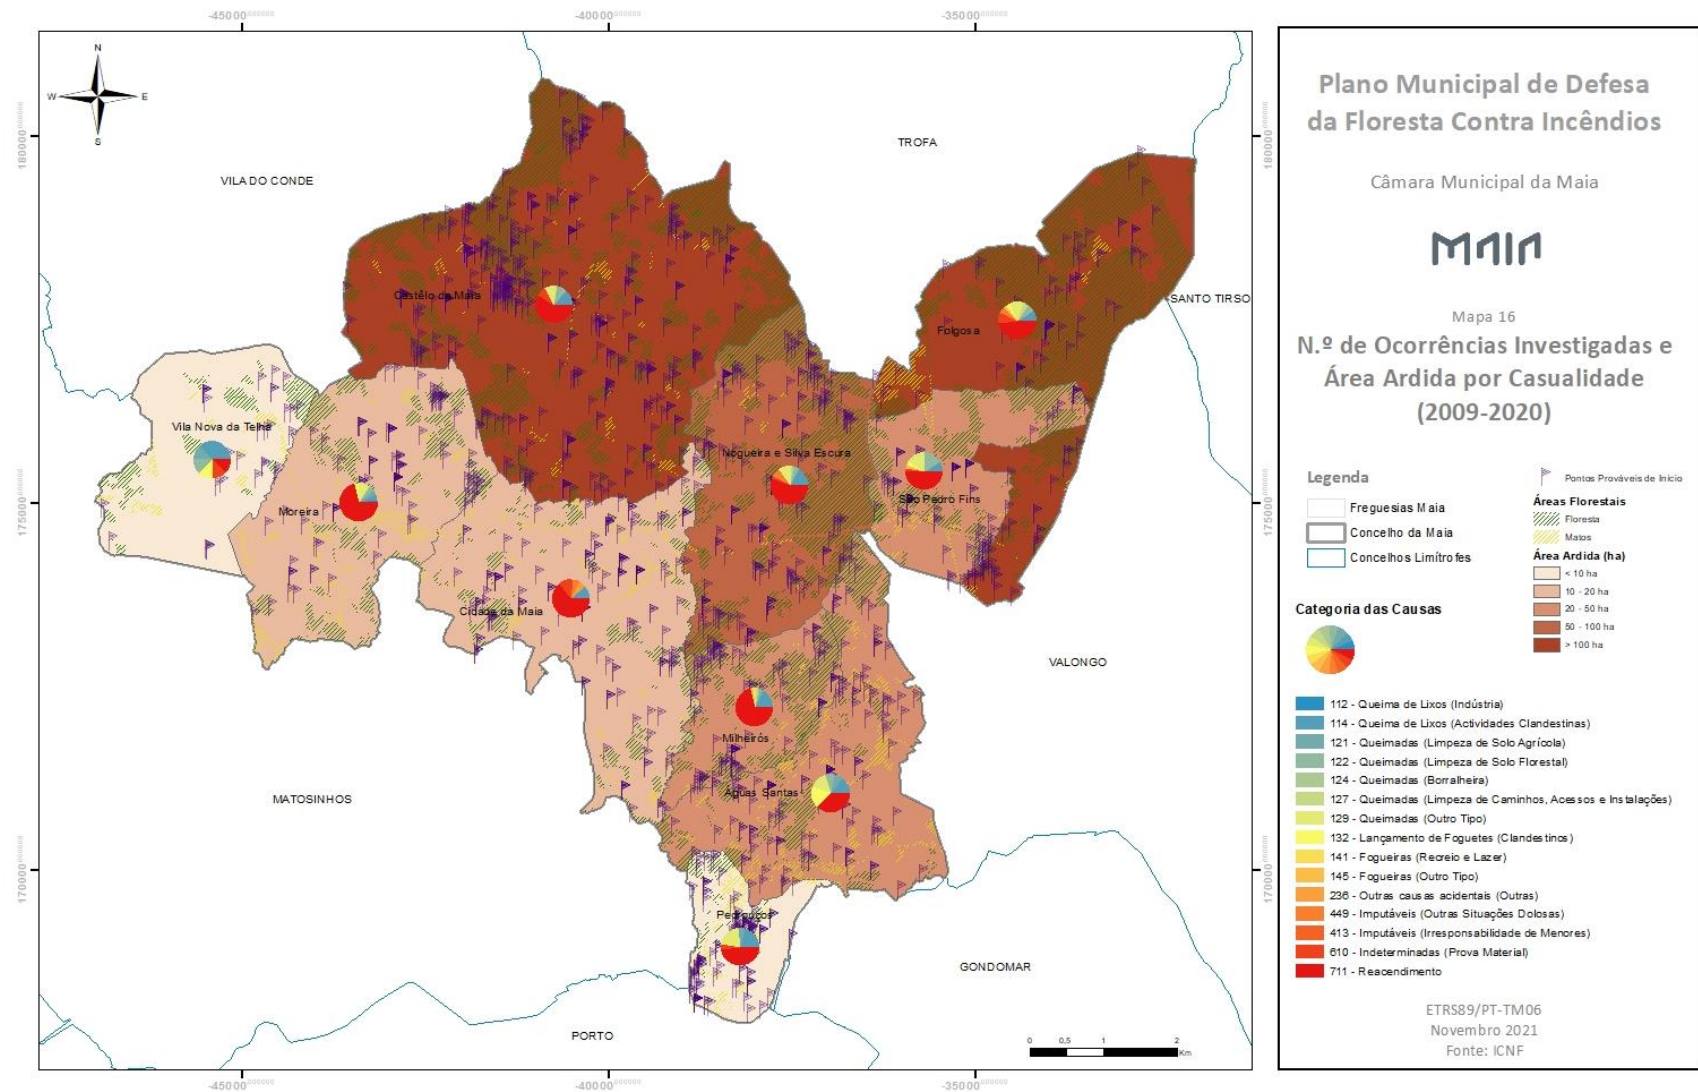 -45000
-40000
-35000
N
W
E
S
180000
180000
175000
175000
170000
170000
TROFA
VILA DO CONDE
SANTO TIRSO
Castêlo da Maia
Folgosa
Vila Nova da Telha
Nogueira e Silva Escura
São Pedro Fins
Moreira
Cidade da Maia
VALONGO
Milheirós
Águas Santas
MATOSINHOS
Pedrouços
GONDOMAR
PORTO
0 0,5 1 2
Km
-45000
-40000
-35000
Plano Municipal de Defesa
da Floresta Contra Incêndios
Câmara Municipal da Maia
MAIA
Mapa 16
N.º de Ocorrências Investigadas e
Área Ardida por Casualidade
(2009-2020)
Legenda
Freguesias Maia
Concelho da Maia
Concelhos Limítrofes
Pontos Prováveis de Início
Áreas Florestais
Floresta
Matos
Área Ardida (ha)
< 10 ha
10 - 20 ha
20 - 50 ha
50 - 100 ha
> 100 ha
Categoria das Causas
112 - Queima de Lixos (Indústria)
114 - Queima de Lixos (Actividades Clandestinas)
121 - Queimadas (Limpeza de Solo Agrícola)
122 - Queimadas (Limpeza de Solo Florestal)
124 - Queimadas (Borralheira)
127 - Queimadas (Limpeza de Caminhos, Acessos e Instalações)
129 - Queimadas (Outro Tipo)
132 - Lançamento de Foguetes (Clandestinos)
141 - Fogueiras (Recreio e Lazer)
145 - Fogueiras (Outro Tipo)
236 - Outras causas acidentais (Outras)
449 - Imputáveis (Outras Situações Dolosas)
413 - Imputáveis (Irresponsabilidade de Menores)
610 - Indeterminadas (Prova Material)
711 - Reacendimento
ETRS89/PT-TM06
Novembro 2021
Fonte: ICNF